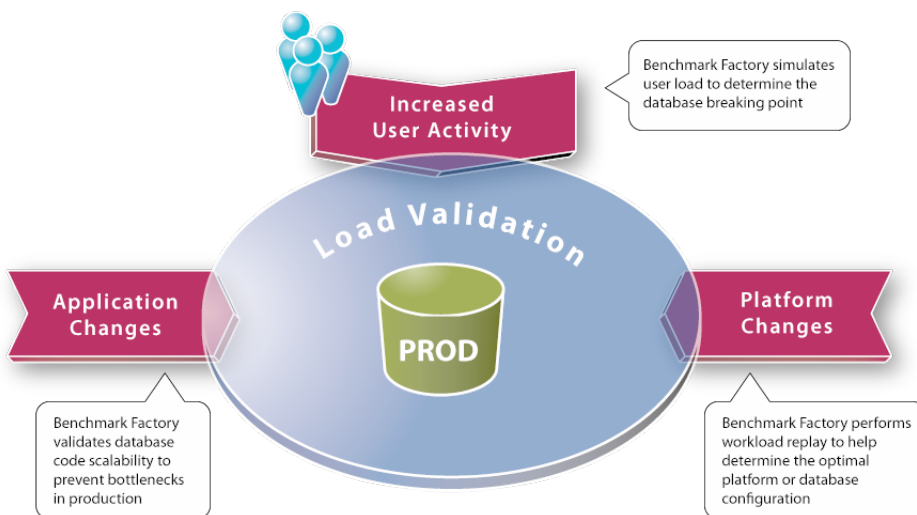 Increased
User Activity
Benchmark Factory simulates
user load to determine the
database breaking point
Load Validation
Application
Changes
PROD
Platform
Changes
Benchmark Factory
validates database
code scalability to
prevent bottlenecks
in production
Benchmark Factory performs
workload replay to help
determine the optimal
platform or database
configuration